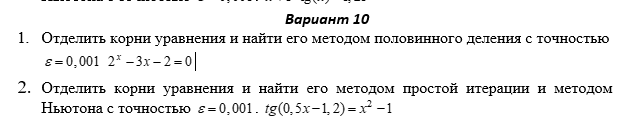 Вариант 10
1. Отделить корни уравнения и найти его методом половинного деления с точностью
ε=0,001 2^x −3x−2=0
2. Отделить корни уравнения и найти его методом простой итерации и методом
Ньютона с точностью ε=0,001. tg(0,5x−1,2)=x^2 −1